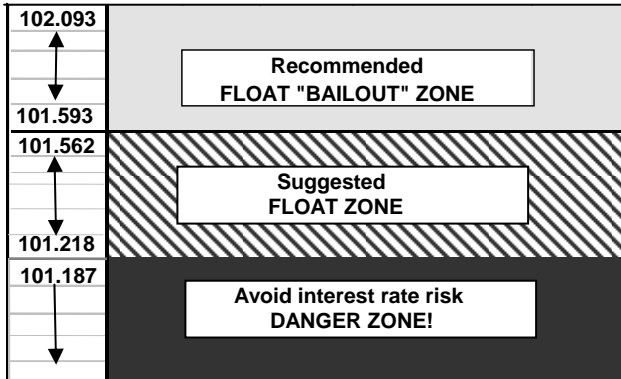 102.093
Recommended
FLOAT "BAILOUT" ZONE
101.593
101.562
Suggested
FLOAT ZONE
101.218
101.187
Avoid interest rate risk
DANGER ZONE!